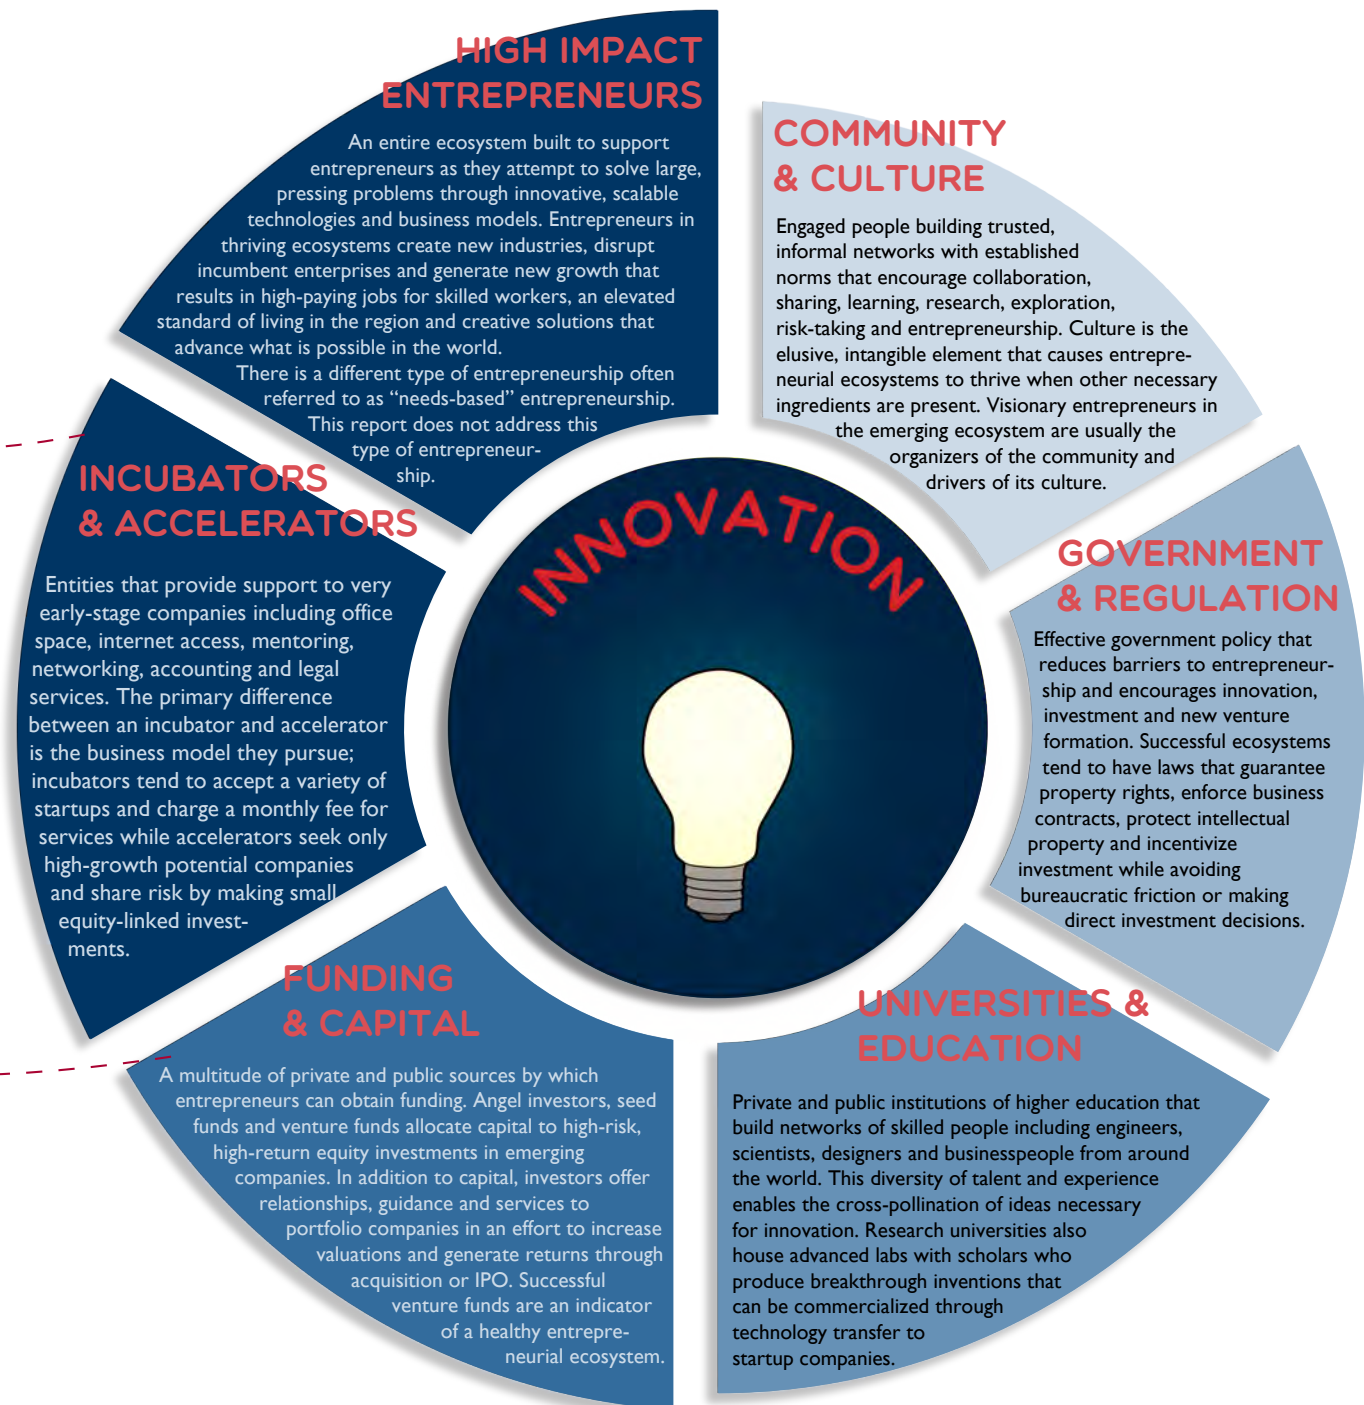 HIGH IMPACT
ENTREPRENEURS
An entire ecosystem built to support
entrepreneurs as they attempt to solve large,
pressing problems through innovative, scalable
technologies and business models. Entrepreneurs in
thriving ecosystems create new industries, disrupt
incumbent enterprises and generate new growth that
results in high-paying jobs for skilled workers, an elevated
standard of living in the region and creative solutions that
advance what is possible in the world.
There is a different type of entrepreneurship often
referred to as “needs-based” entrepreneurship.
This report does not address this
type of entrepreneur-
ship.
COMMUNITY
& CULTURE
Engaged people building trusted,
informal networks with established
norms that encourage collaboration,
sharing, learning, research, exploration,
risk-taking and entrepreneurship. Culture is the
elusive, intangible element that causes entrepre-
neurial ecosystems to thrive when other necessary
ingredients are present. Visionary entrepreneurs in
the emerging ecosystem are usually the
organizers of the community and
drivers of its culture.
INCUBATORS
& ACCELERATORS
Entities that provide support to very
early-stage companies including office
space, internet access, mentoring,
networking, accounting and legal
services. The primary difference
between an incubator and accelerator
is the business model they pursue;
incubators tend to accept a variety of
startups and charge a monthly fee for
services while accelerators seek only
high-growth potential companies
and share risk by making small
equity-linked invest-
ments.
INNOVATION
GOVERNMENT
& REGULATION
Effective government policy that
reduces barriers to entrepreneur-
ship and encourages innovation,
investment and new venture
formation. Successful ecosystems
tend to have laws that guarantee
property rights, enforce business
contracts, protect intellectual
property and incentivize
investment while avoiding
bureaucratic friction or making
direct investment decisions.
FUNDING
& CAPITAL
A multitude of private and public sources by which
entrepreneurs can obtain funding. Angel investors, seed
funds and venture funds allocate capital to high-risk,
high-return equity investments in emerging
companies. In addition to capital, investors offer
relationships, guidance and services to
portfolio companies in an effort to increase
valuations and generate returns through
acquisition or IPO. Successful
venture funds are an indicator
of a healthy entrepre-
neurial ecosystem.
UNIVERSITIES &
EDUCATION
Private and public institutions of higher education that
build networks of skilled people including engineers,
scientists, designers and businesspeople from around
the world. This diversity of talent and experience
enables the cross-pollination of ideas necessary
for innovation. Research universities also
house advanced labs with scholars who
produce breakthrough inventions that
can be commercialized through
technology transfer to
startup companies.